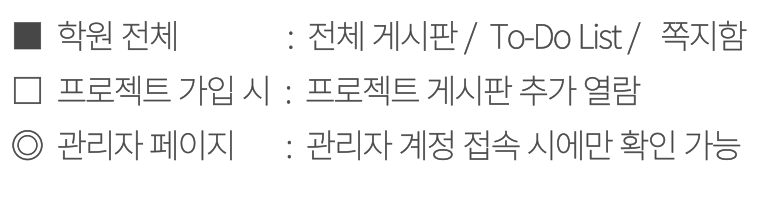 ■ 학원 전체 : 전체 게시판 / To-Do List / 쪽지함
□ 프로젝트 가입 시 : 프로젝트 게시판 추가 열람
◎ 관리자 페이지 : 관리자 계정 접속 시에만 확인 가능